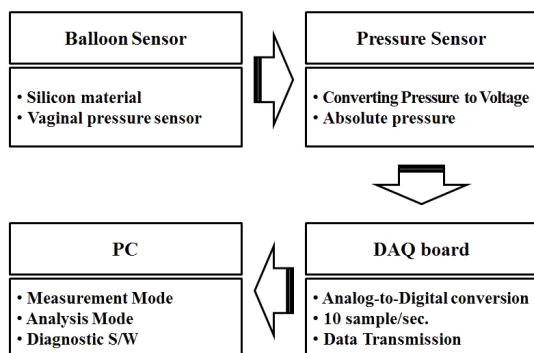 Balloon Sensor
• Silicon material
• Vaginal pressure sensor
Pressure Sensor
• Converting Pressure to Voltage
• Absolute pressure
DAQ board
• Analog-to-Digital conversion
• 10 sample/sec.
• Data Transmission
PC
• Measurement Mode
• Analysis Mode
• Diagnostic S/W